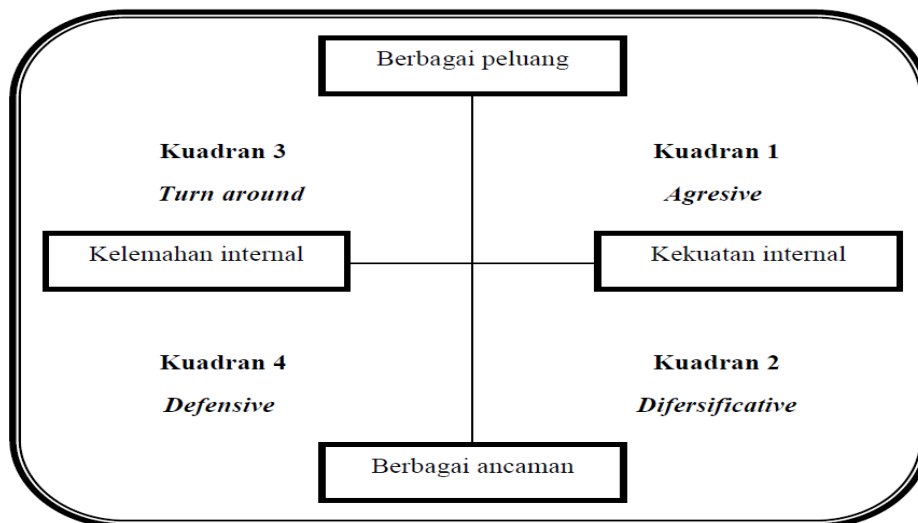 Berbagai peluang
Kuadran 3
Turn around
Kuadran 1
Agresive
Kelemahan internal
Kekuatan internal
Kuadran 4
Defensive
Kuadran 2
Difersificative
Berbagai ancaman